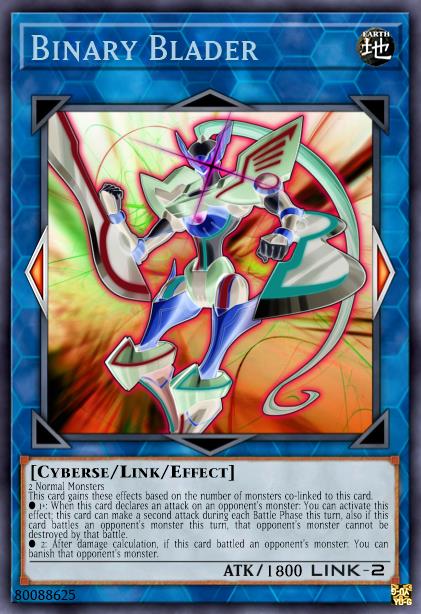 BINARY BLADER
EARTH
地
[CYBERSE/LINK/EFFECT]
2 Normal Monsters
This card gains these effects based on the number of monsters co-linked to this card.
● 1+: When this card declares an attack on an opponent's monster: You can activate this
effect; this card can make a second attack during each Battle Phase this turn, also if this
card battles an opponent's monster this turn, that opponent's monster cannot be
destroyed by that battle.
● 2: After damage calculation, if this card battled an opponent's monster: You can
banish that opponent's monster.
ATK/1800 LINK-2
80088625